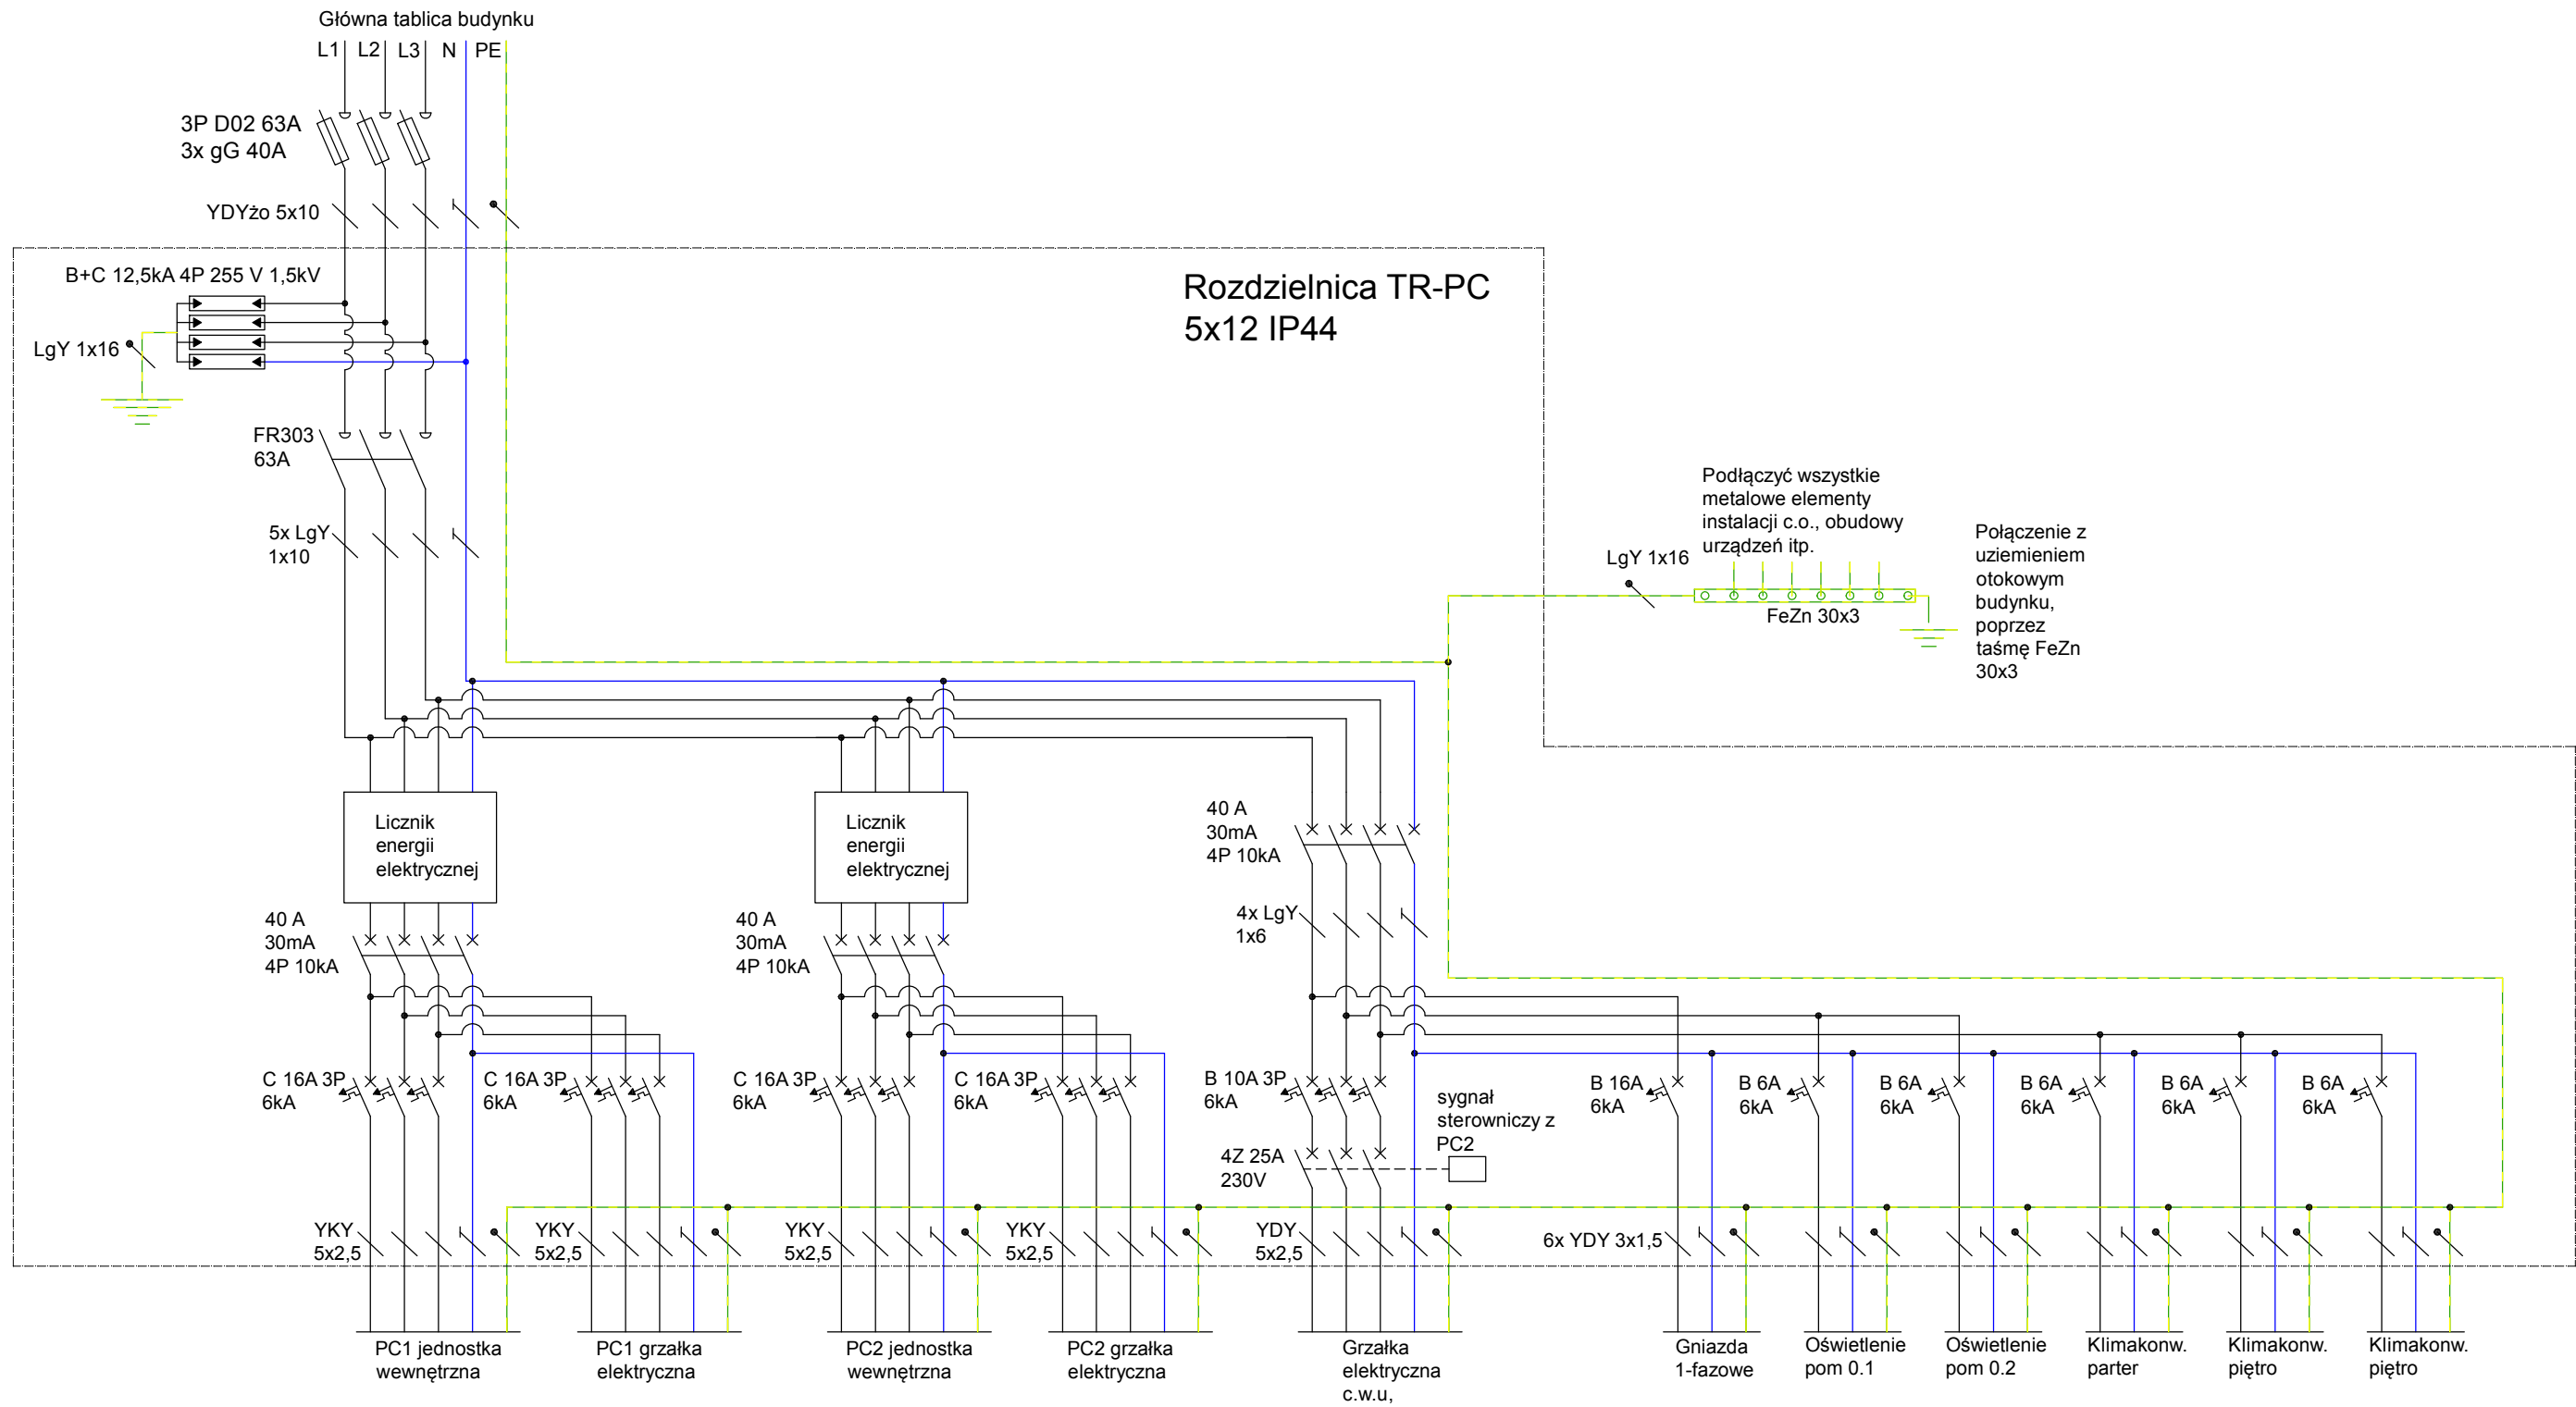 Główna tablica budynku
L1 L2 L3 N PE
3P D02 63A
3x gG 40A
YDYżo 5x10
B+C 12,5kA 4P 255 V 1,5kV
LgY 1x16
Rozdzielnica TR-PC
5x12 IP44
FR303
63A
5x LgY
1x10
Podłączyć wszystkie
metalowe elementy
instalacji c.o., obudowy
urządzeń itp.
LgY 1x16
FeZn 30x3
Połączenie z
uziemieniem
otokowym
budynku,
poprzez
taśmę FeZn
30x3
Licznik
energii
elektrycznej
Licznik
energii
elektrycznej
40 A
30mA
4P 10kA
40 A
30mA
4P 10kA
40 A
30mA
4P 10kA
4x LgY
1x6
C 16A 3P
6kA
C 16A 3P
6kA
C 16A 3P
6kA
C 16A 3P
6kA
B 10A 3P
6kA
sygnał
sterowniczy z
PC2
4Z 25A
230V
B 16A
6kA
B 6A
6kA
B 6A
6kA
B 6A
6kA
B 6A
6kA
B 6A
6kA
YKY
5x2,5
YKY
5x2,5
YKY
5x2,5
YKY
5x2,5
YDY
5x2,5
6x YDY 3x1,5
PC1 jednostka
wewnętrzna
PC1 grzałka
elektryczna
PC2 jednostka
wewnętrzna
PC2 grzałka
elektryczna
Grzałka
elektryczna
c.w.u,
Gniazda
1-fazowe
Oświetlenie
pom 0.1
Oświetlenie
pom 0.2
Klimakonw.
parter
Klimakonw.
piętro
Klimakonw.
piętro